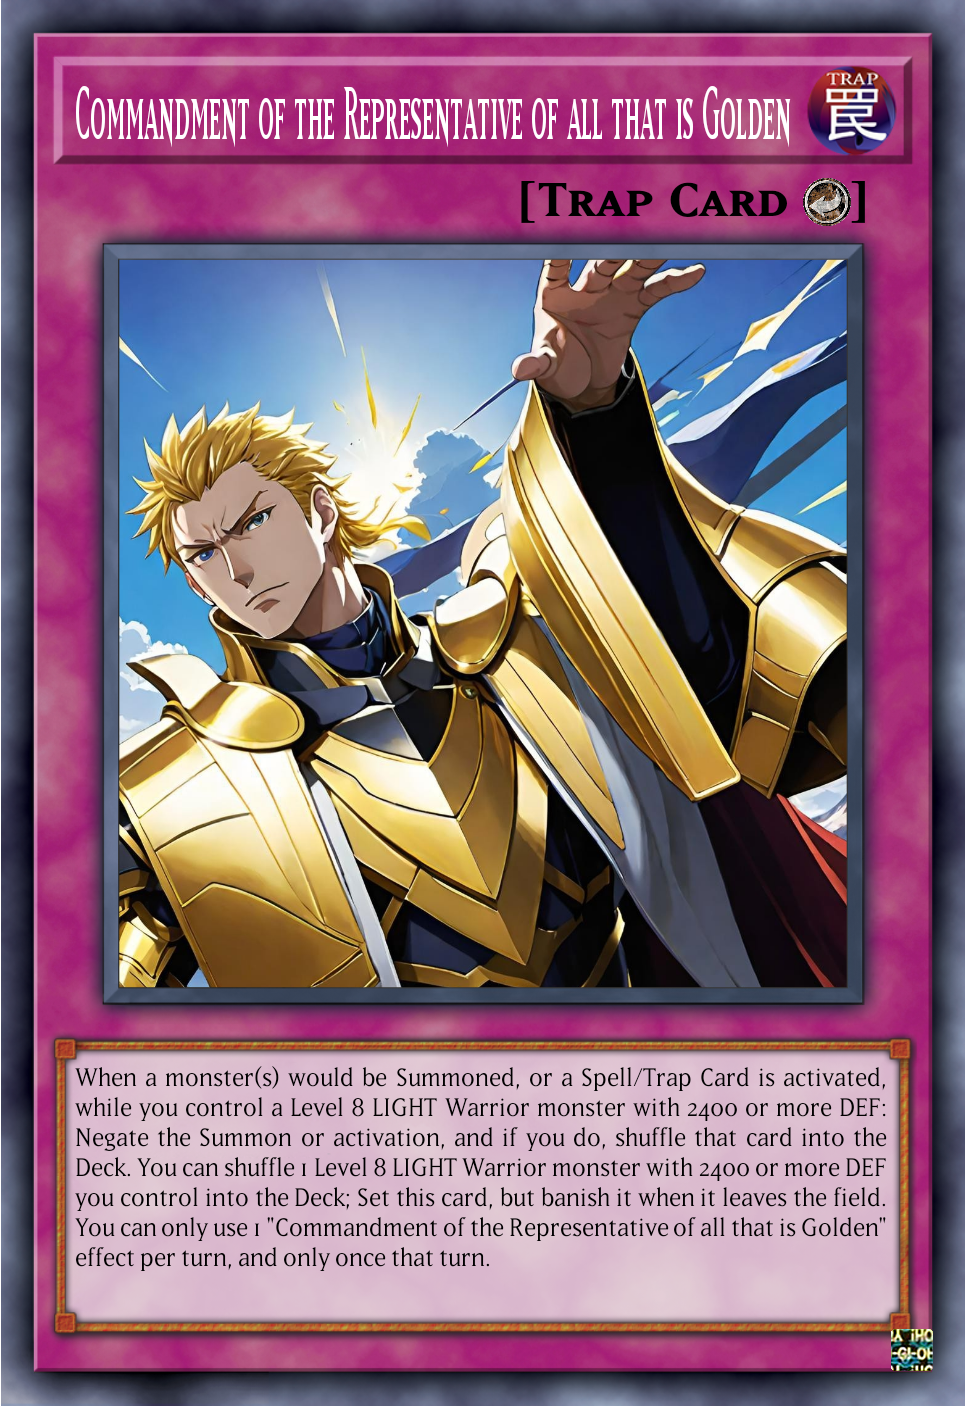 Commandment of the Representative of all that is Golden
TRAP
罠
[Trap Card ]
When a monster(s) would be Summoned, or a Spell/Trap Card is activated,
while you control a Level 8 LIGHT Warrior monster with 2400 or more DEF:
Negate the Summon or activation, and if you do, shuffle that card into the
Deck. You can shuffle 1 Level 8 LIGHT Warrior monster with 2400 or more DEF
you control into the Deck; Set this card, but banish it when it leaves the field.
You can only use 1 "Commandment of the Representative of all that is Golden"
effect per turn, and only once that turn.